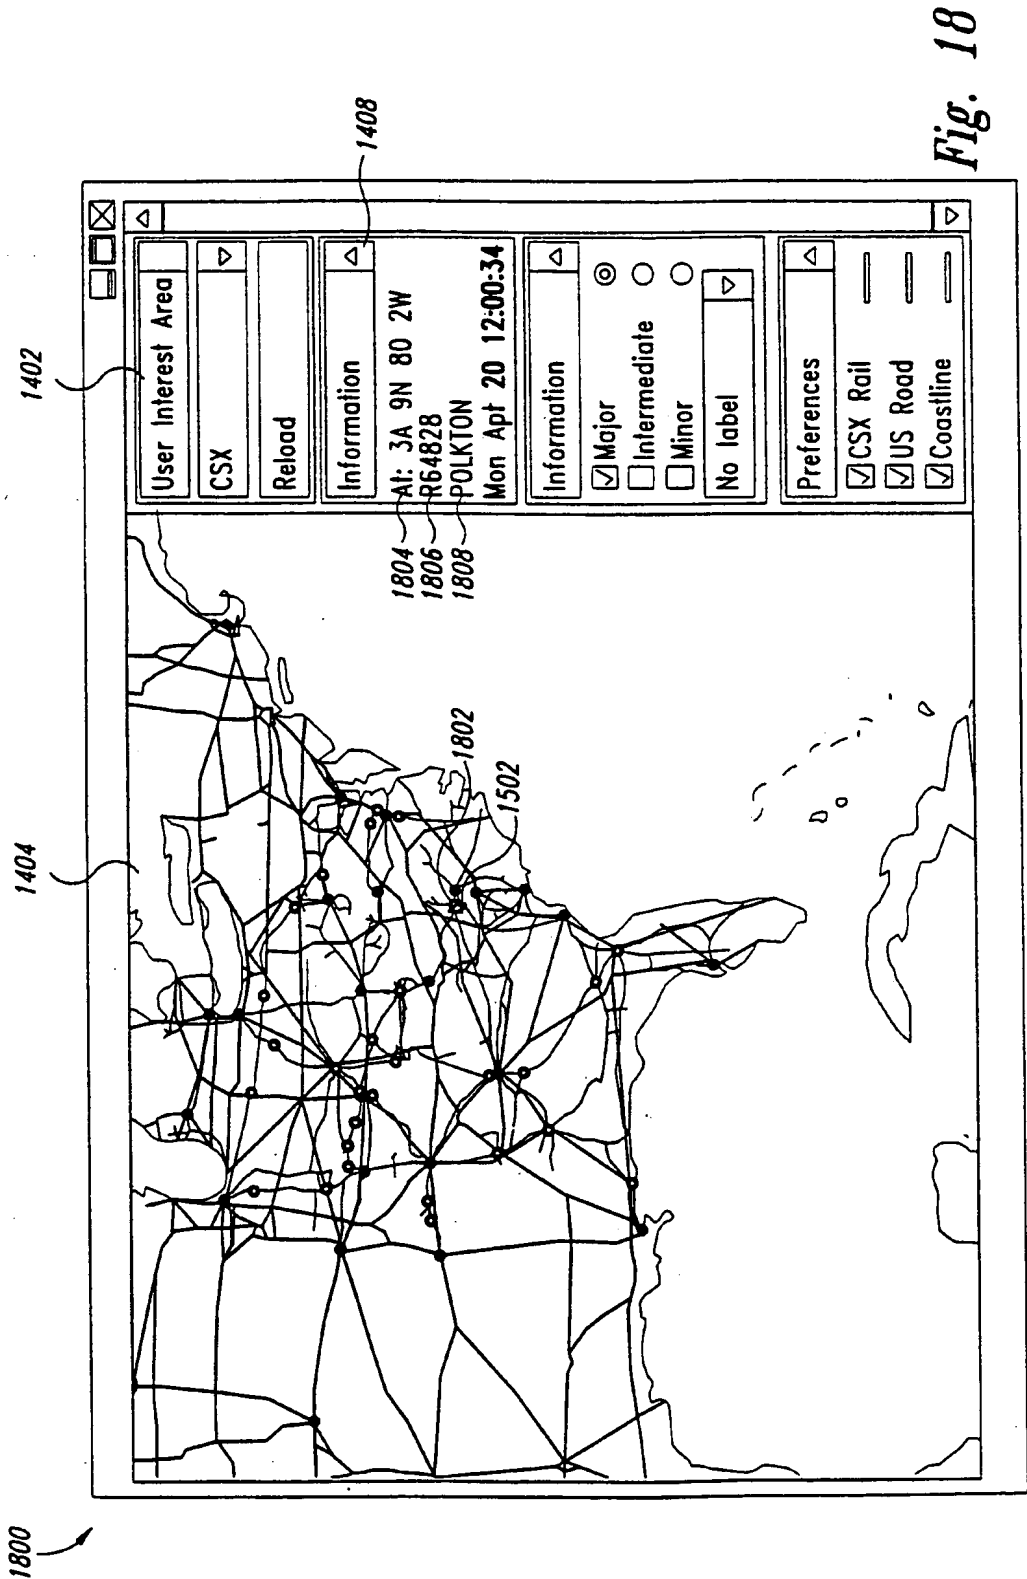 1800
1404
1402
User Interest Area
CSX
Reload
Information
1408
1804 At: 3A 9N 80 2W
1806 R64828
1808 POLKTON
Mon Apt 20 12:00:34
Information
Major
Intermediate
Minor
No label
Preferences
CSX Rail
US Road
Coastline
1802
1502
Fig. 18